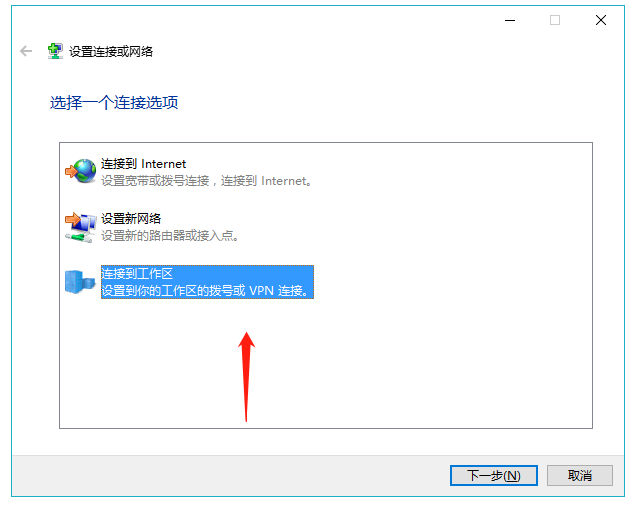 设置连接或网络
选择一个连接选项
连接到 Internet
设置宽带或拨号连接，连接到 Internet。
设置新网络
设置新的路由器或接入点。
连接到工作区
设置到你的工作区的拨号或 VPN 连接。
下一步(N) 取消